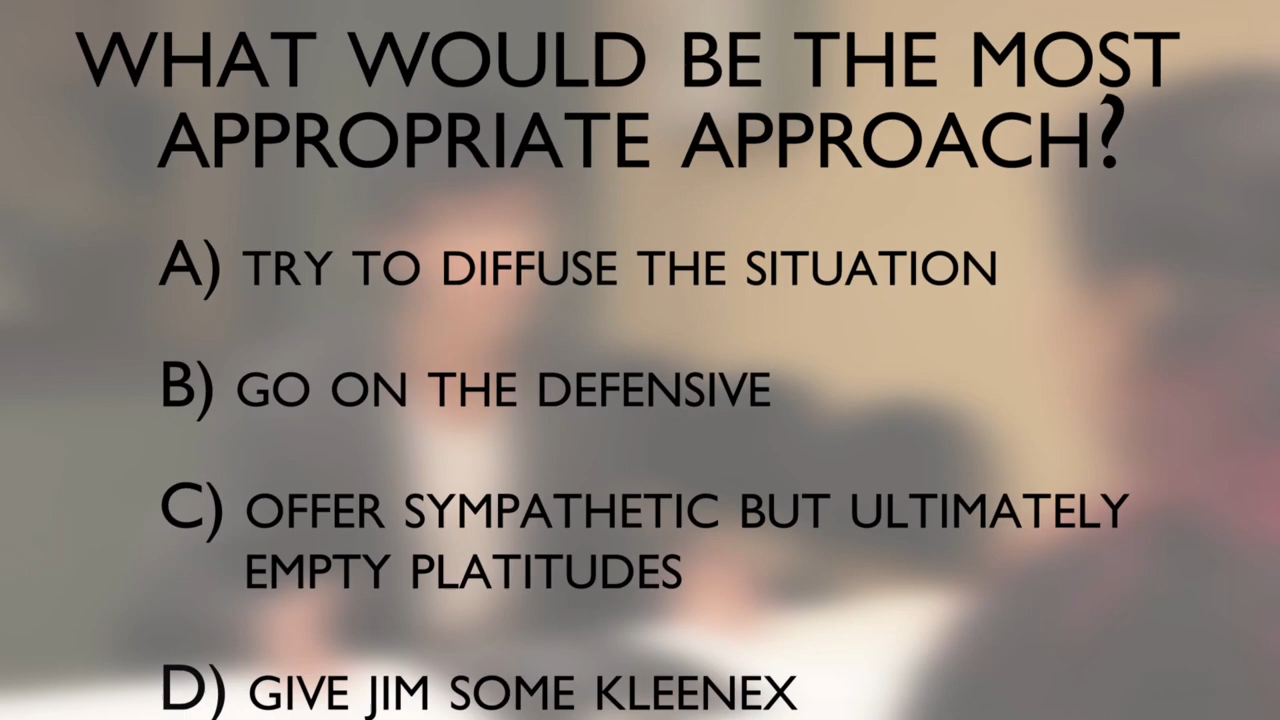 WHAT WOULD BE THE MOST
APPROPRIATE APPROACH?
A) TRY TO DIFFUSE THE SITUATION
B) GO ON THE DEFENSIVE
C) OFFER SYMPATHETIC BUT ULTIMATELY
EMPTY PLATITUDES
D) GIVE JIM SOME KLEENEX